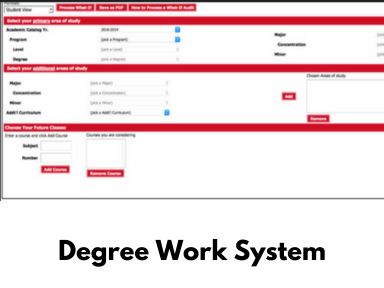 Student View
Process What-If
Save as PDF
How to Process a What-If Audit
Select your primary area of study
Academic Catalog Yr.
2018-2019
Program
(pick a Program)
Level
(pick a Level)
Degree
(pick a Degree)
Major
Concentration
Minor
Select your additional areas of study
Chosen Areas of study
Major
(pick a Major)
Concentration
(pick a Concentration)
Minor
(pick a Minor)
Addt'l Curriculum
(pick Addt'l Curriculum)
Add
Remove
Choose Your Future Classes
Enter a course and click Add Course
Courses you are considering
Subject
Number
Add Course
Remove Course
Degree Work System